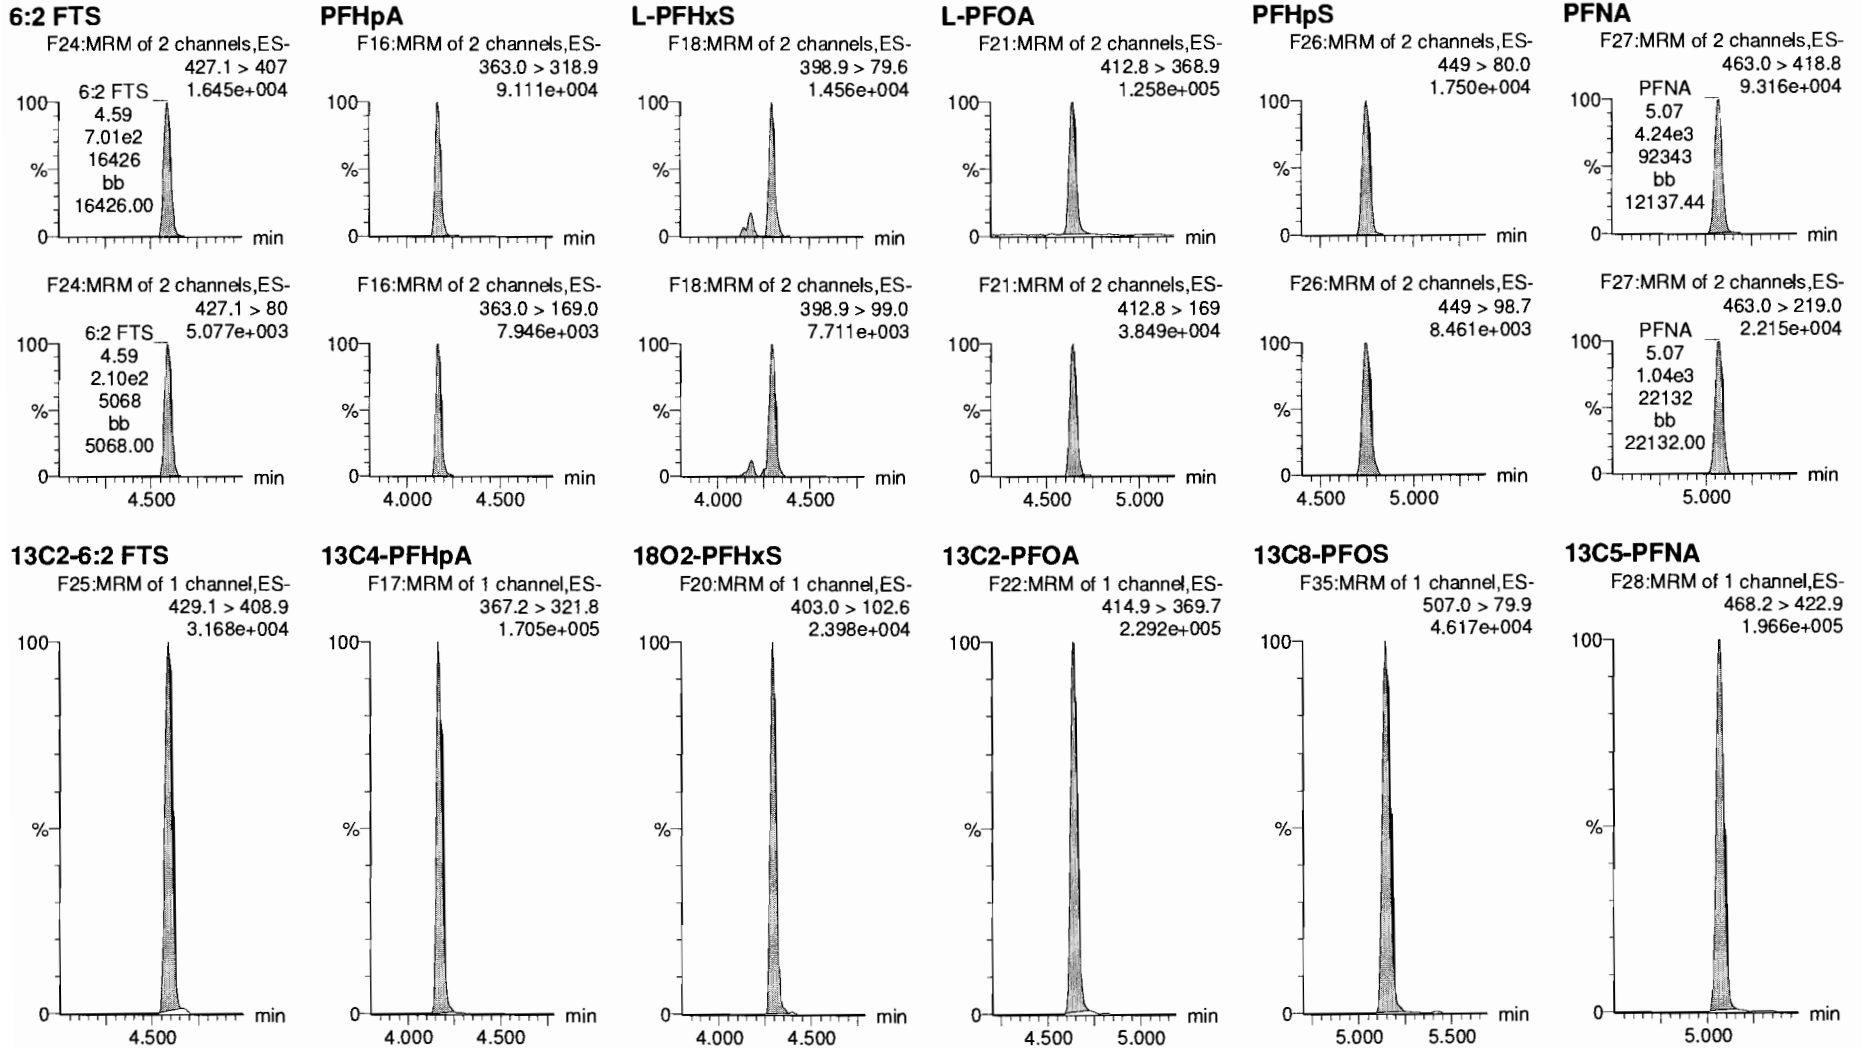 6:2 FTS
F24:MRM of 2 channels,ES-
427.1 > 407
1.645e+004
6:2 FTS
4.59
7.01e2
16426
bb
16426.00
100
%
0
min
F24:MRM of 2 channels,ES-
427.1 > 80
5.077e+003
6:2 FTS
4.59
2.10e2
5068
bb
5068.00
100
%
0
min
4.500
PFHpA
F16:MRM of 2 channels,ES-
363.0 > 318.9
9.111e+004
100
%
0
min
F16:MRM of 2 channels,ES-
363.0 > 169.0
7.946e+003
100
%
0
min
4.000 4.500
L-PFHxS
F18:MRM of 2 channels,ES-
398.9 > 79.6
1.456e+004
100
%
0
min
F18:MRM of 2 channels,ES-
398.9 > 99.0
7.711e+003
100
%
0
min
4.000 4.500
L-PFOA
F21:MRM of 2 channels,ES-
412.8 > 368.9
1.258e+005
100
%
0
min
F21:MRM of 2 channels,ES-
412.8 > 169
3.849e+004
100
%
0
min
4.500 5.000
PFHpS
F26:MRM of 2 channels,ES-
449 > 80.0
1.750e+004
100
%
0
min
F26:MRM of 2 channels,ES-
449 > 98.7
8.461e+003
100
%
0
min
4.500 5.000
PFNA
F27:MRM of 2 channels,ES-
463.0 > 418.8
9.316e+004
PFNA
5.07
4.24e3
92343
bb
12137.44
100
%
0
min
F27:MRM of 2 channels,ES-
463.0 > 219.0
2.215e+004
PFNA
5.07
1.04e3
22132
bb
22132.00
100
%
0
min
5.000
13C2-6:2 FTS
F25:MRM of 1 channel,ES-
429.1 > 408.9
3.168e+004
100
%
0
min
4.500
13C4-PFHpA
F17:MRM of 1 channel,ES-
367.2 > 321.8
1.705e+005
100
%
0
min
4.000 4.500
18O2-PFHxS
F20:MRM of 1 channel,ES-
403.0 > 102.6
2.398e+004
100
%
0
min
4.000 4.500
13C2-PFOA
F22:MRM of 1 channel,ES-
414.9 > 369.7
2.292e+005
100
%
0
min
4.500 5.000
13C8-PFOS
F35:MRM of 1 channel,ES-
507.0 > 79.9
4.617e+004
100
%
0
min
5.000 5.500
13C5-PFNA
F28:MRM of 1 channel,ES-
468.2 > 422.9
1.966e+005
100
%
0
min
5.000